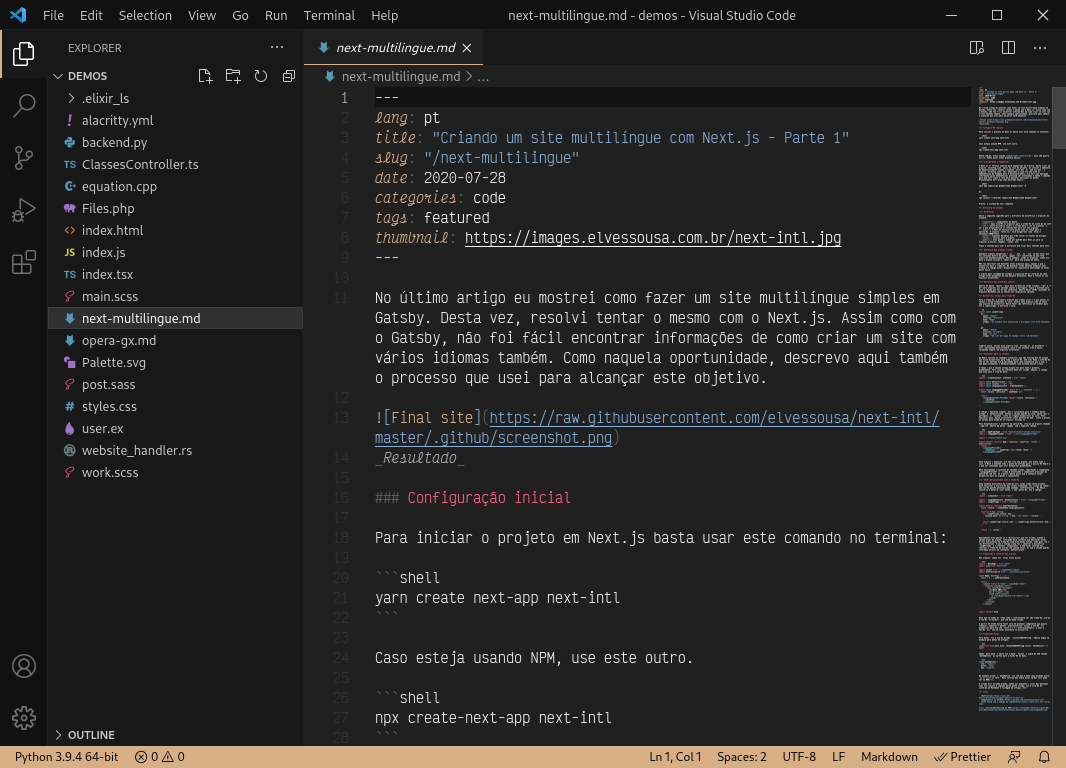 File Edit Selection View Go Run Terminal Help next-multilingue.md - demos - Visual Studio Code
EXPLORER
DEMOS
.elixir_ls
alacritty.yml
backend.py
TS ClassesController.ts
equation.cpp
Files.php
index.html
JS index.js
TS index.tsx
main.scss
next-multilingue.md
opera-gx.md
Palette.svg
post.sass
# styles.css
user.ex
website_handler.rs
work.scss
OUTLINE
next-multilingue.md
next-multilingue.md > ...
1 ---
2 lang: pt
3 title: "Criando um site multilíngue com Next.js - Parte 1"
4 slug: "/next-multilingue"
5 date: 2020-07-28
6 categories: code
7 tags: featured
8 thumbnail: https://images.elvessousa.com.br/next-intl.jpg
9 ---
10
11 No último artigo eu mostrei como fazer um site multilíngue simples em
Gatsby. Desta vez, resolvi tentar o mesmo com o Next.js. Assim como com
o Gatsby, não foi fácil encontrar informações de como criar um site com
vários idiomas também. Como naquela oportunidade, descrevo aqui também
o processo que usei para alcançar este objetivo.
12
13 ![Final site](https://raw.githubusercontent.com/elvessousa/next-intl/
master/.github/screenshot.png)
14 _Resultado_
15
16 ### Configuração inicial
17
18 Para iniciar o projeto em Next.js basta usar este comando no terminal:
19
20 ```shell
21 yarn create next-app next-intl
22 ```
23
24 Caso esteja usando NPM, use este outro.
25
26 ```shell
27 npx create-next-app next-intl
28 ```
Python 3.9.4 64-bit 0 0 Ln 1, Col 1 Spaces: 2 UTF-8 LF Markdown Prettier